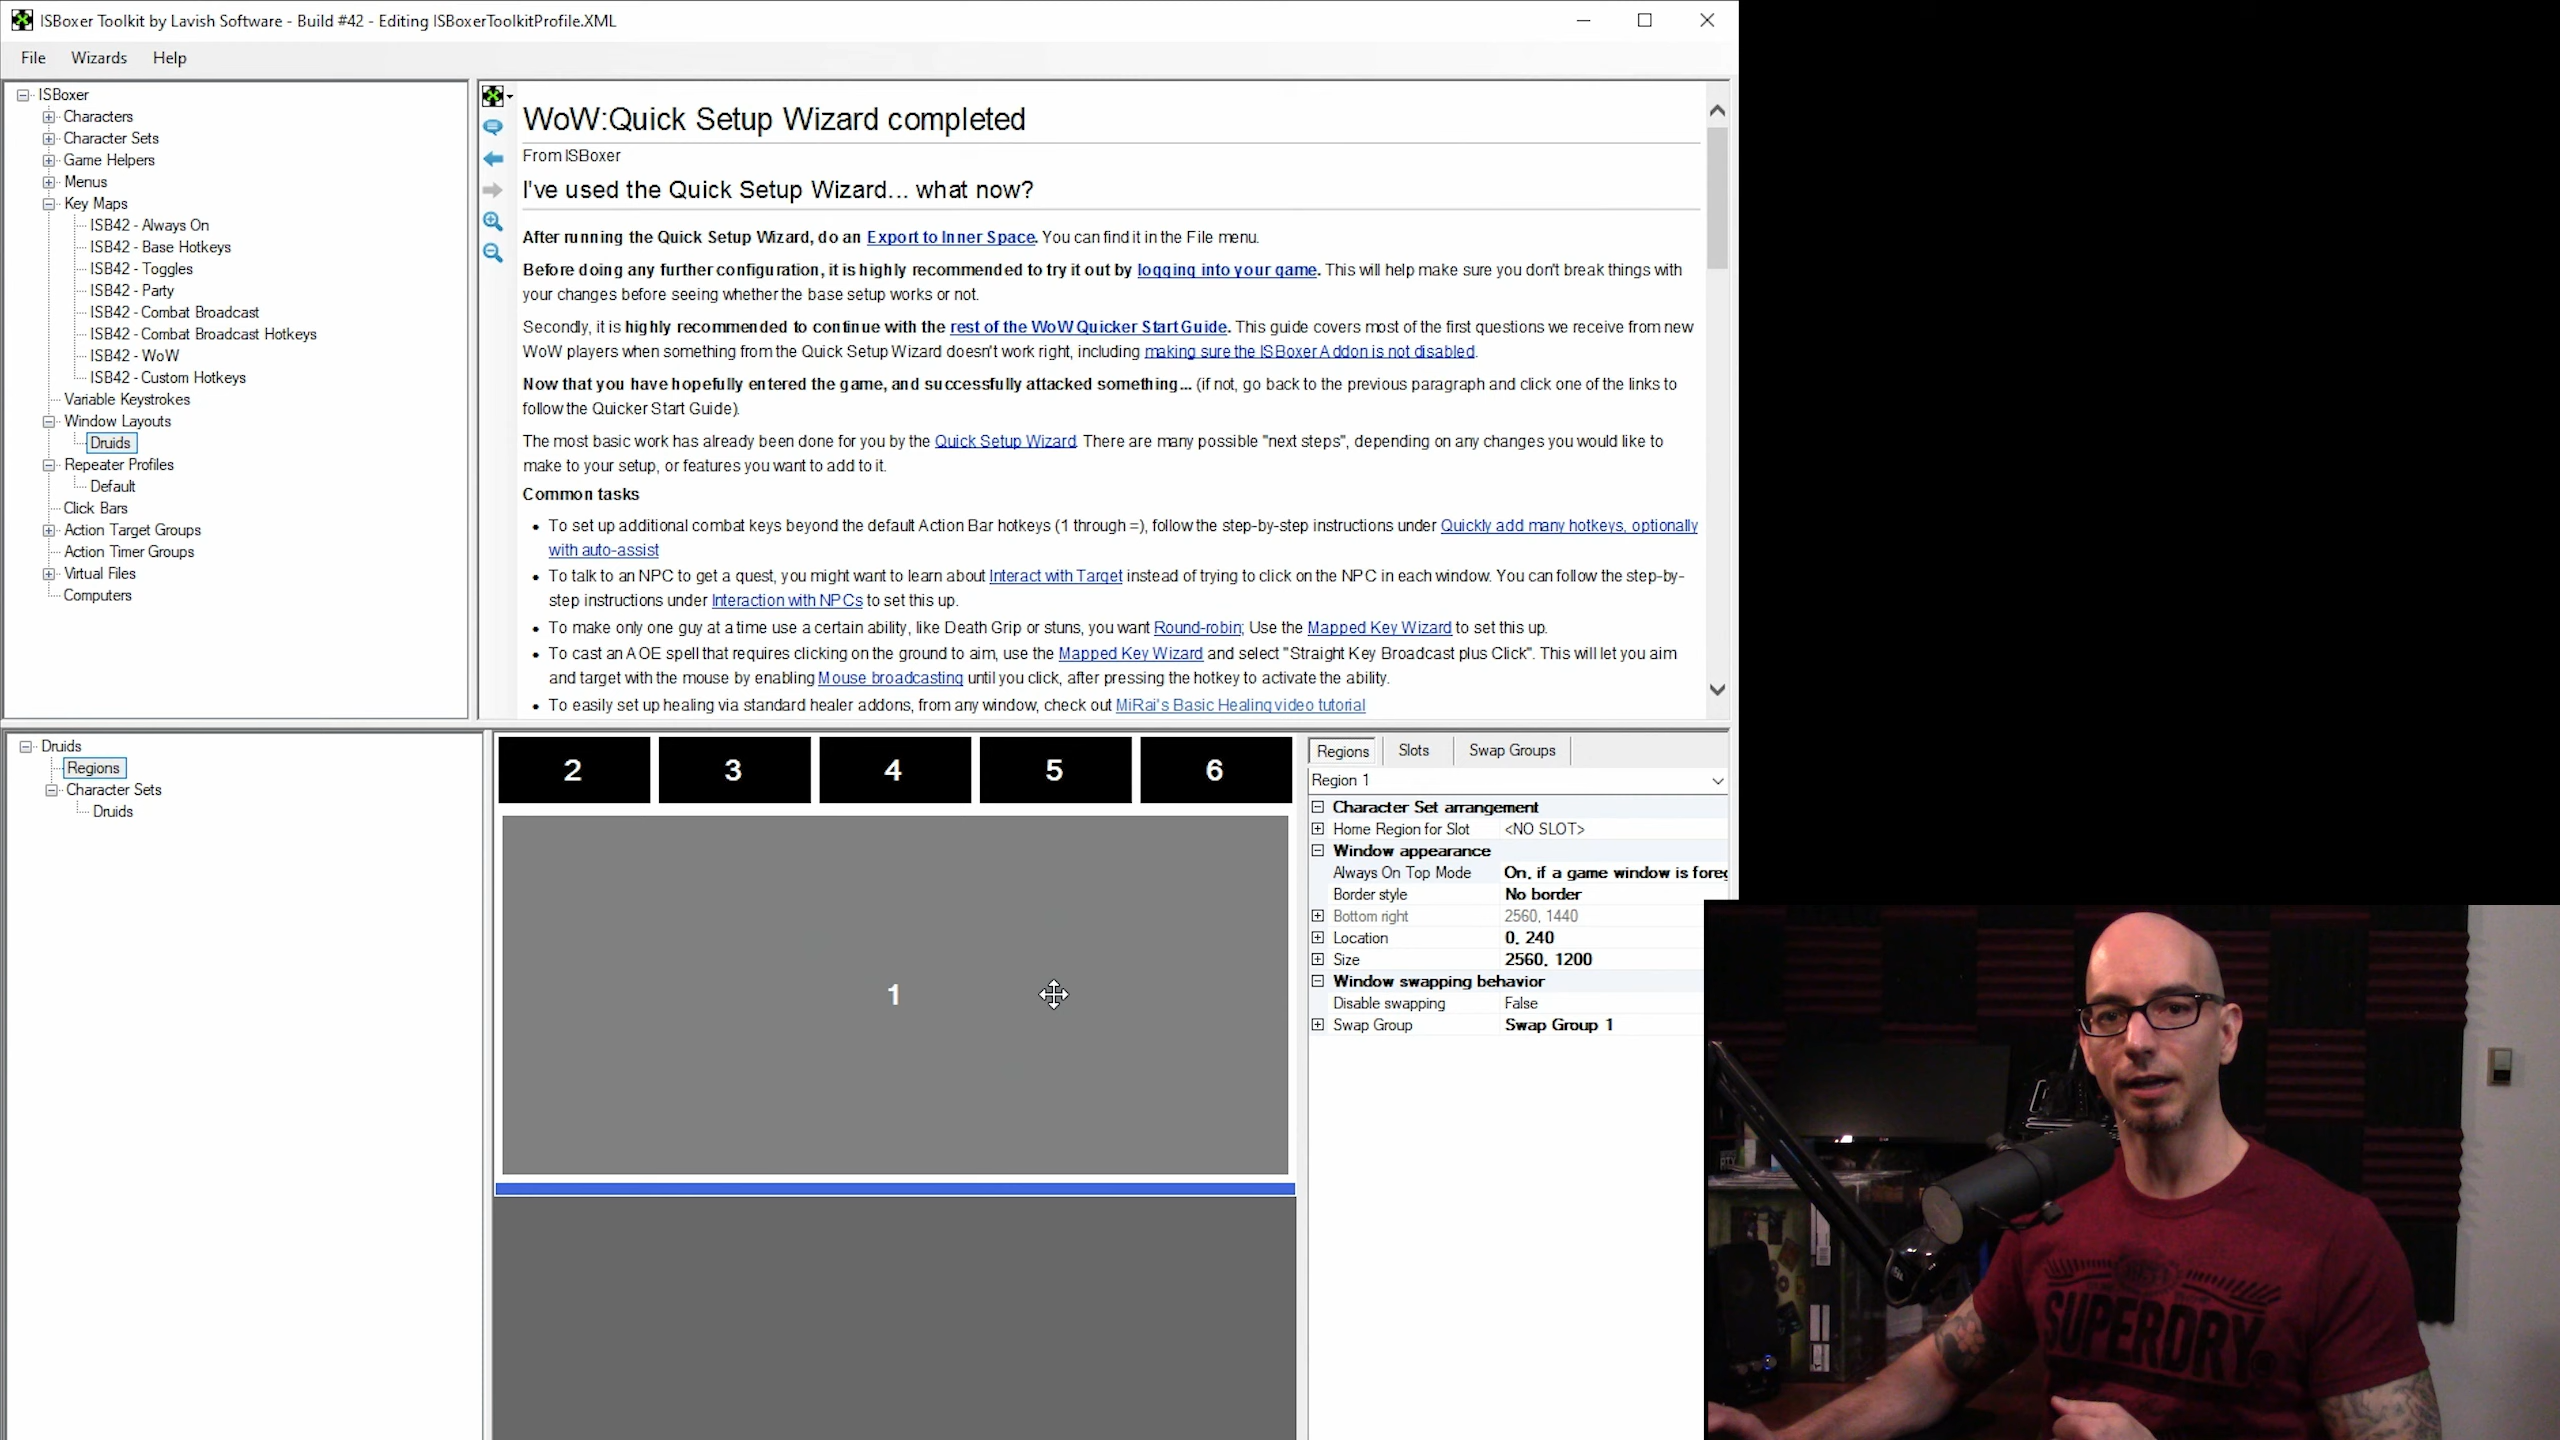 ISBoxer Toolkit by Lavish Software - Build #42 - Editing ISBoxerToolkitProfile.XML
File Wizards Help
ISBoxer
Characters
Character Sets
Game Helpers
Menus
Key Maps
ISB42 - Always On
ISB42 - Base Hotkeys
ISB42 - Toggles
ISB42 - Party
ISB42 - Combat Broadcast
ISB42 - Combat Broadcast Hotkeys
ISB42 - WoW
ISB42 - Custom Hotkeys
Variable Keystrokes
Window Layouts
Druids
Repeater Profiles
Default
Click Bars
Action Target Groups
Action Timer Groups
Virtual Files
Computers
WoW:Quick Setup Wizard completed
From ISBoxer
I've used the Quick Setup Wizard... what now?
After running the Quick Setup Wizard, do an Export to Inner Space. You can find it in the File menu.
Before doing any further configuration, it is highly recommended to try it out by logging into your game. This will help make sure you don't break things with
your changes before seeing whether the base setup works or not.
Secondly, it is highly recommended to continue with the rest of the WoW Quicker Start Guide. This guide covers most of the first questions we receive from new
WoW players when something from the Quick Setup Wizard doesn't work right, including making sure the ISBoxer Addon is not disabled.
Now that you have hopefully entered the game, and successfully attacked something... (if not, go back to the previous paragraph and click one of the links to
follow the Quicker Start Guide).
The most basic work has already been done for you by the Quick Setup Wizard. There are many possible "next steps", depending on any changes you would like to
make to your setup, or features you want to add to it.
Common tasks
To set up additional combat keys beyond the default Action Bar hotkeys (1 through =), follow the step-by-step instructions under Quickly add many hotkeys, optionally
with auto-assist
To talk to an NPC to get a quest, you might want to learn about Interact with Target instead of trying to click on the NPC in each window. You can follow the step-by-
step instructions under Interaction with NPCs to set this up.
To make only one guy at a time use a certain ability, like Death Grip or stuns, you want Round-robin; Use the Mapped Key Wizard to set this up.
To cast an AOE spell that requires clicking on the ground to aim, use the Mapped Key Wizard and select "Straight Key Broadcast plus Click". This will let you aim
and target with the mouse by enabling Mouse broadcasting until you click, after pressing the hotkey to activate the ability.
To easily set up healing via standard healer addons, from any window, check out MiRai's Basic Healing video tutorial
Druids
Regions
Character Sets
Druids
2 3 4 5 6
1
Regions Slots Swap Groups
Region 1
Character Set arrangement
Home Region for Slot <NO SLOT>
Window appearance
Always On Top Mode On, if a game window is foreg
Border style No border
Bottom right 2560, 1440
Location 0, 240
Size 2560, 1200
Window swapping behavior
Disable swapping False
Swap Group Swap Group 1
SUPERDRY